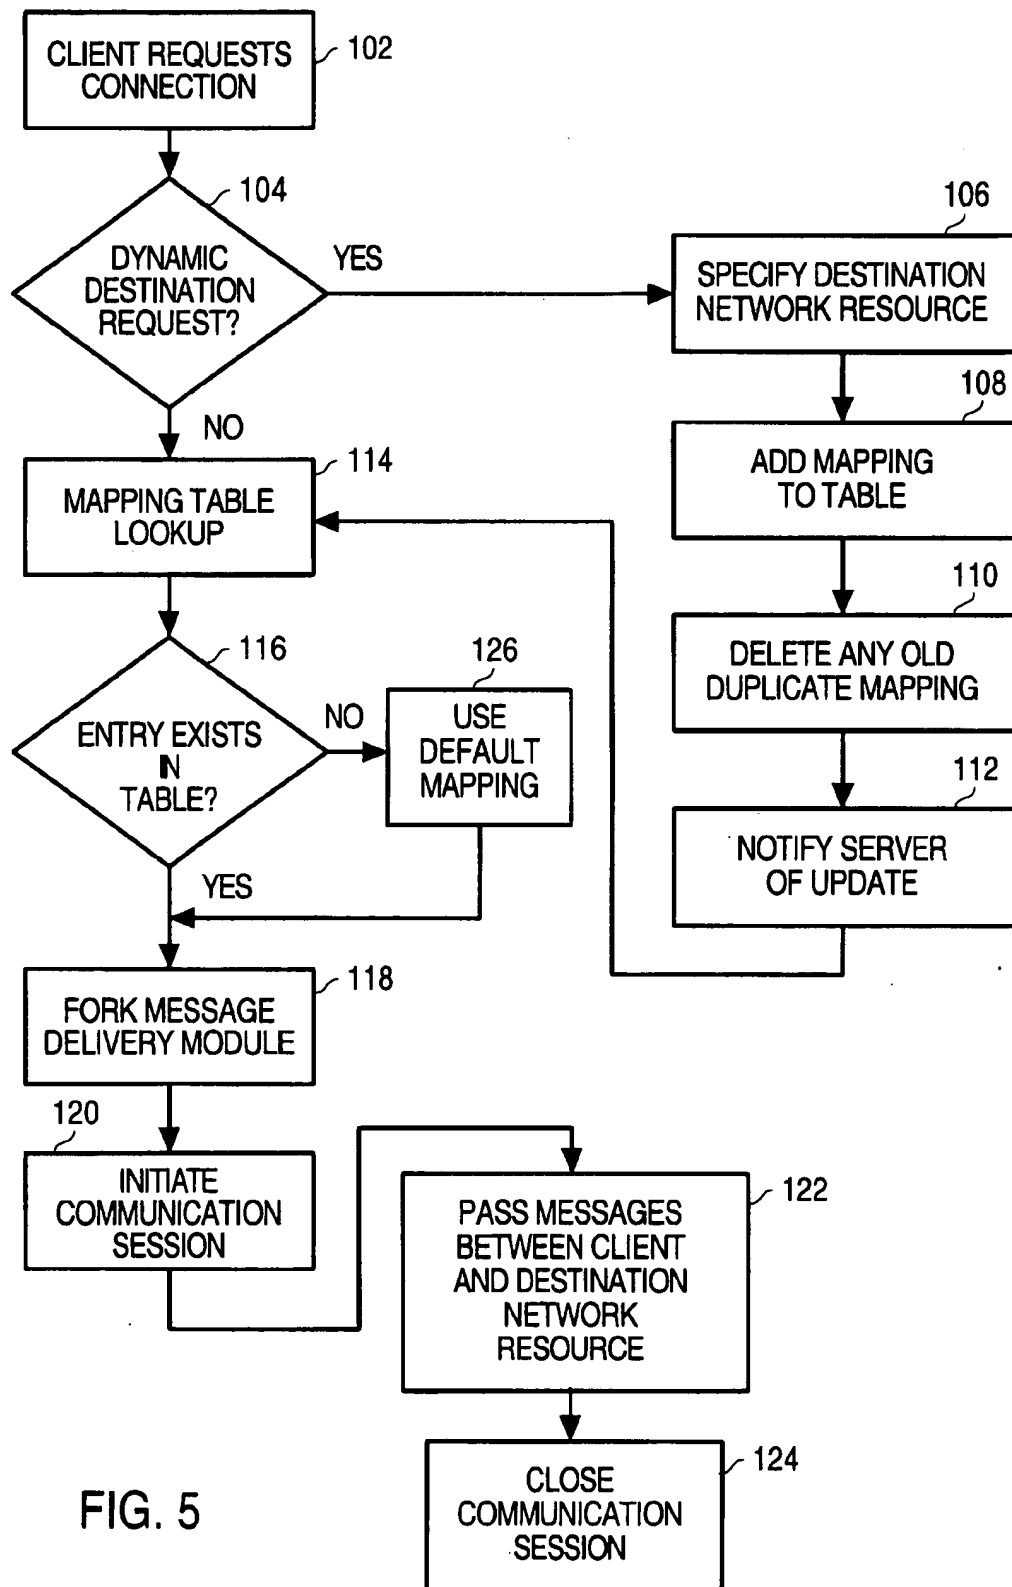 CLIENT REQUESTS
CONNECTION
102
104
DYNAMIC
DESTINATION
REQUEST?
YES
NO
106
SPECIFY DESTINATION
NETWORK RESOURCE
108
ADD MAPPING
TO TABLE
110
DELETE ANY OLD
DUPLICATE MAPPING
112
NOTIFY SERVER
OF UPDATE
114
MAPPING TABLE
LOOKUP
116
ENTRY EXISTS
IN
TABLE?
NO
YES
126
USE
DEFAULT
MAPPING
118
FORK MESSAGE
DELIVERY MODULE
120
INITIATE
COMMUNICATION
SESSION
122
PASS MESSAGES
BETWEEN CLIENT
AND DESTINATION
NETWORK
RESOURCE
124
CLOSE
COMMUNICATION
SESSION
FIG. 5